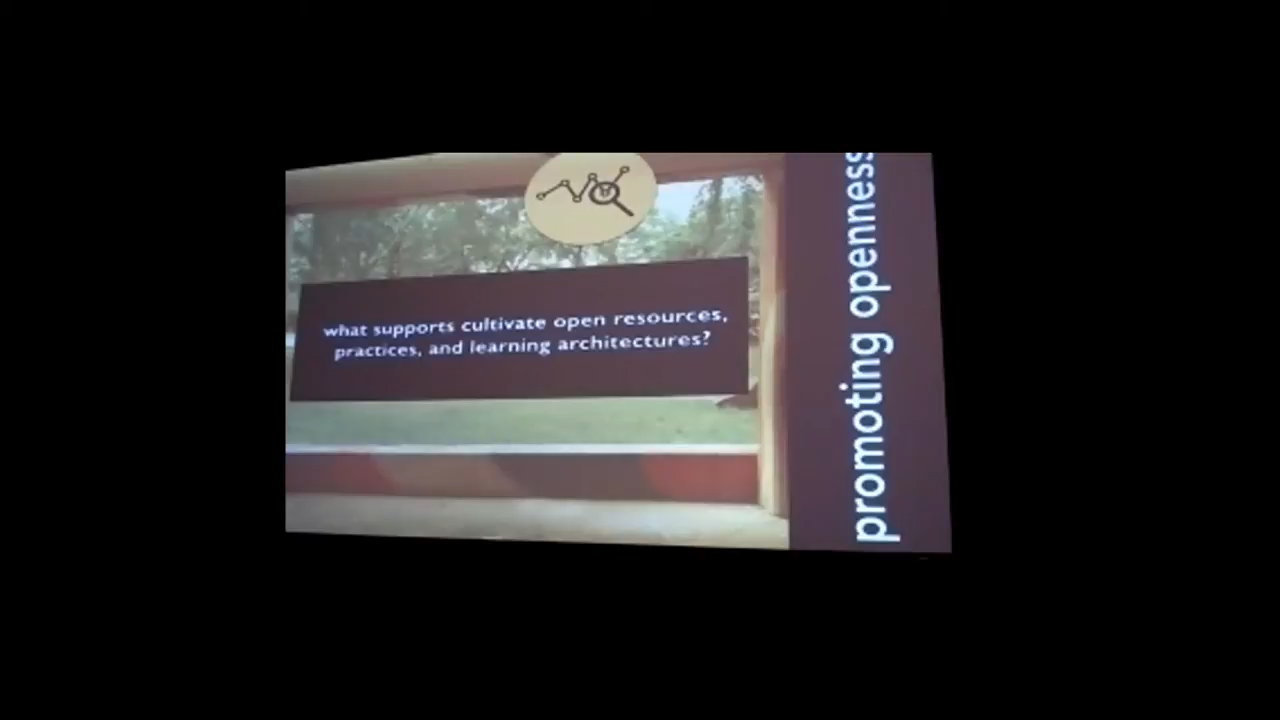 what supports cultivate open resources,
practices, and learning architectures?
promoting openness